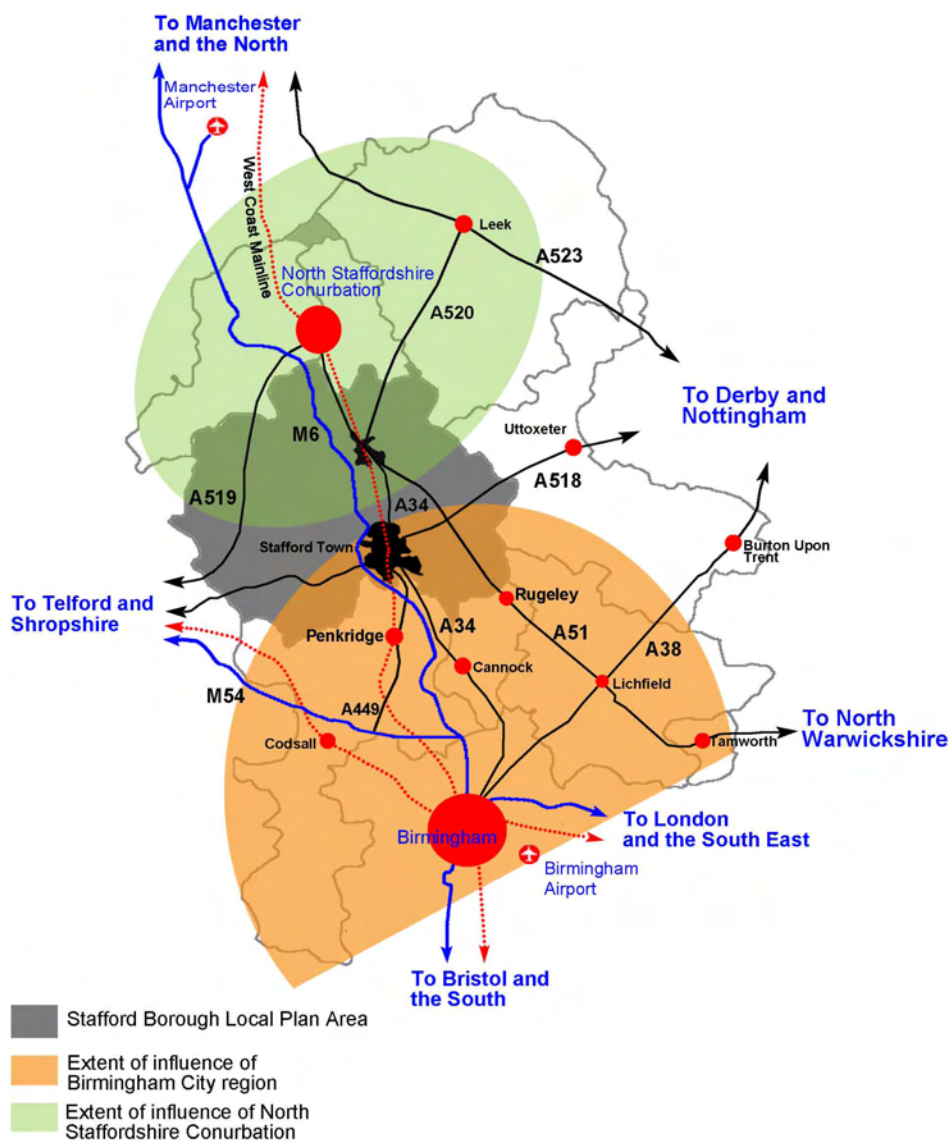 To Manchester
and the North
Manchester
Airport
West Coast Mainline
Leek
A523
North Staffordshire
Conurbation
A520
To Derby and
Nottingham
Uttoxeter
M6
A518
A519
A34
Stafford Town
Burton Upon
Trent
To Telford and
Shropshire
Rugeley
Penkridge
A34
A51
A38
Cannock
Lichfield
M54
A449
To North
Warwickshire
Codsall
Tamworth
To London
and the South East
Birmingham
Birmingham
Airport
To Bristol and
the South
Stafford Borough Local Plan Area
Extent of influence of
Birmingham City region
Extent of influence of North
Staffordshire Conurbation